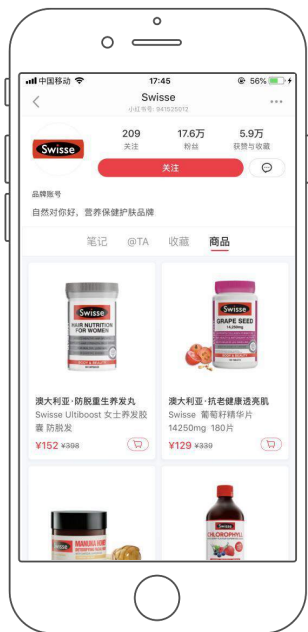 中国移动 17:45 56%
Swisse
小红书号: 941535012
Swisse
209 17.6万 5.9万
关注 粉丝 获赞与收藏
关注
品牌账号
自然对你好，营养保健护肤品牌
笔记 @TA 收藏 商品
Swisse
HAIR NUTRITION
FOR WOMEN
Swisse
GRAPE SEED
14,250mg
澳大利亚·防脱重生养发丸
Swisse Ultiboost 女士养发胶
囊 防脱发
¥152 ¥398
澳大利亚·抗老健康透亮肌
Swisse 葡萄籽精华片
14250mg 180片
¥129 ¥339
Swisse
MANUKA HONEY
Swisse
CHLOROPHYLL